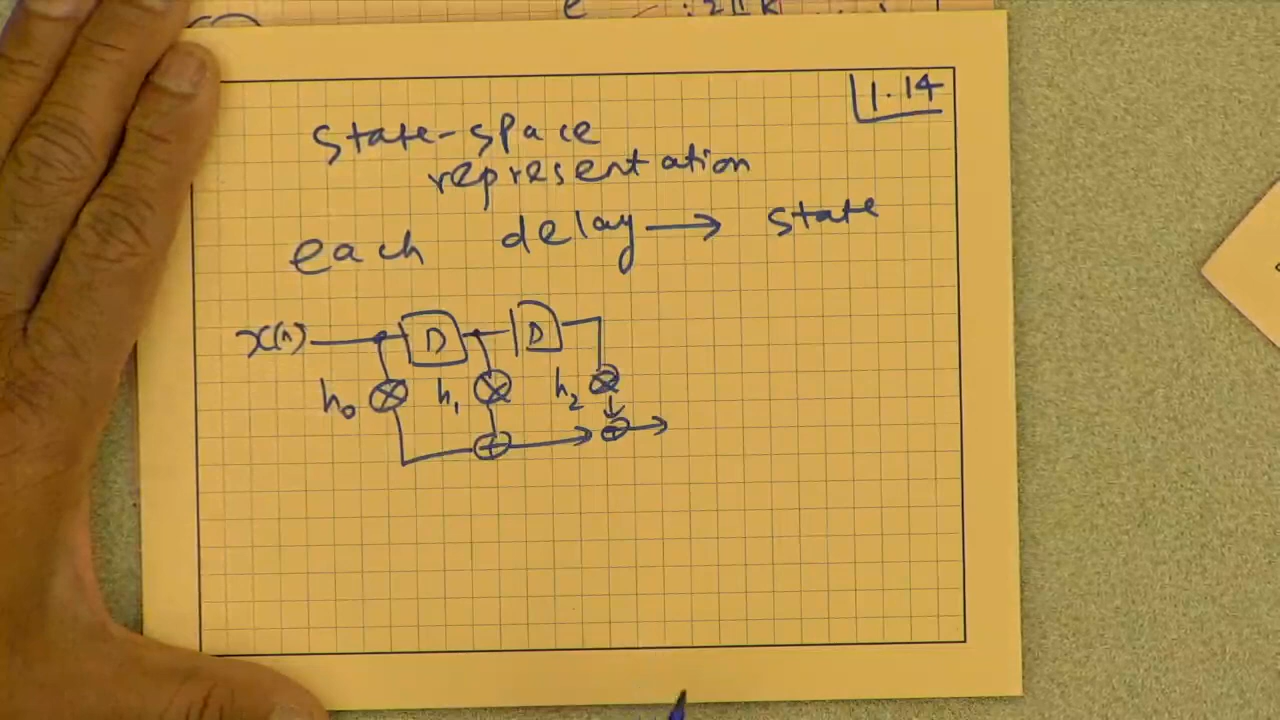 1.14
state-space
representation
each delay → state
x(n) D D
h₀ h₁ h₂